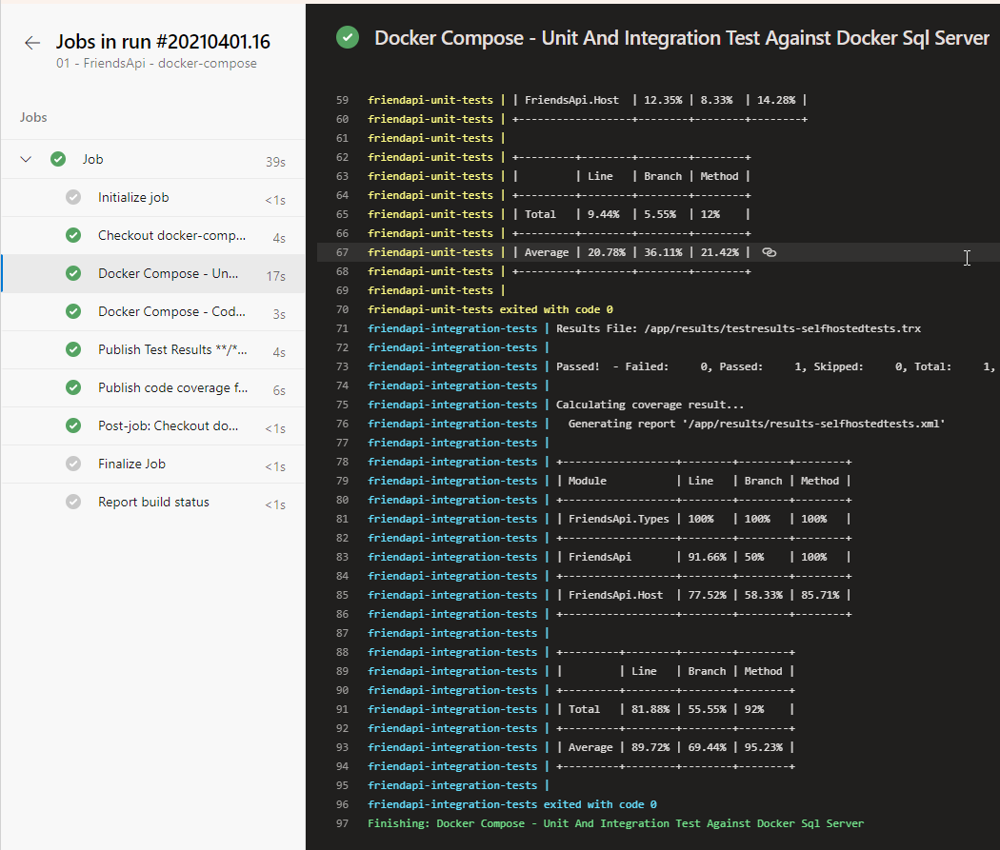 Jobs in run #20210401.16
01 - FriendsApi - docker-compose
Jobs
Job 39s
Initialize job <1s
Checkout docker-comp... 4s
Docker Compose - Un... 17s
Docker Compose - Cod... 3s
Publish Test Results **/*... 4s
Publish code coverage f... 6s
Post-job: Checkout do... <1s
Finalize Job <1s
Report build status <1s
Docker Compose - Unit And Integration Test Against Docker Sql Server
59 friendapi-unit-tests | | FriendsApi.Host | 12.35% | 8.33% | 14.28% |
60 friendapi-unit-tests | +-----------------+--------+--------+--------+
61 friendapi-unit-tests |
62 friendapi-unit-tests | +---------+--------+--------+--------+
63 friendapi-unit-tests | | | Line | Branch | Method |
64 friendapi-unit-tests | +---------+--------+--------+--------+
65 friendapi-unit-tests | | Total | 9.44% | 5.55% | 12% |
66 friendapi-unit-tests | +---------+--------+--------+--------+
67 friendapi-unit-tests | | Average | 20.78% | 36.11% | 21.42% |
68 friendapi-unit-tests | +---------+--------+--------+--------+
69 friendapi-unit-tests |
70 friendapi-unit-tests exited with code 0
71 friendapi-integration-tests | Results File: /app/results/testresults-selfhostedtests.trx
72 friendapi-integration-tests |
73 friendapi-integration-tests | Passed! - Failed: 0, Passed: 1, Skipped: 0, Total: 1,
74 friendapi-integration-tests |
75 friendapi-integration-tests | Calculating coverage result...
76 friendapi-integration-tests | Generating report '/app/results/results-selfhostedtests.xml'
77 friendapi-integration-tests |
78 friendapi-integration-tests | +------------------+--------+--------+--------+
79 friendapi-integration-tests | | Module | Line | Branch | Method |
80 friendapi-integration-tests | +------------------+--------+--------+--------+
81 friendapi-integration-tests | | FriendsApi.Types | 100% | 100% | 100% |
82 friendapi-integration-tests | +------------------+--------+--------+--------+
83 friendapi-integration-tests | | FriendsApi | 91.66% | 50% | 100% |
84 friendapi-integration-tests | +------------------+--------+--------+--------+
85 friendapi-integration-tests | | FriendsApi.Host | 77.52% | 58.33% | 85.71% |
86 friendapi-integration-tests | +------------------+--------+--------+--------+
87 friendapi-integration-tests |
88 friendapi-integration-tests | +---------+--------+--------+--------+
89 friendapi-integration-tests | | | Line | Branch | Method |
90 friendapi-integration-tests | +---------+--------+--------+--------+
91 friendapi-integration-tests | | Total | 81.88% | 55.55% | 92% |
92 friendapi-integration-tests | +---------+--------+--------+--------+
93 friendapi-integration-tests | | Average | 89.72% | 69.44% | 95.23% |
94 friendapi-integration-tests | +---------+--------+--------+--------+
95 friendapi-integration-tests |
96 friendapi-integration-tests exited with code 0
97 Finishing: Docker Compose - Unit And Integration Test Against Docker Sql Server